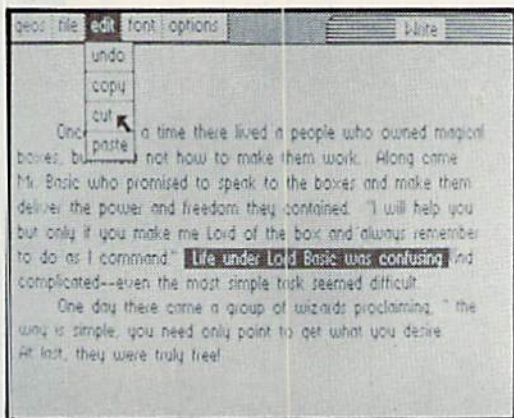 geos file edit font options Write
undo
copy
cut
paste
Once a time there lived a people who owned magical
boxes, but not how to make them work. Along came
Mr. Basic who promised to speak to the boxes and make them
deliver the power and freedom they contained. "I will help you
but only if you make me Lord of the box and always remember
to do as I command." Life under Lord Basic was confusing and
complicated--even the most simple task seemed difficult.
One day there came a group of wizards proclaiming, " the
way is simple, you need only point to get what you desire.
At last, they were truly free!